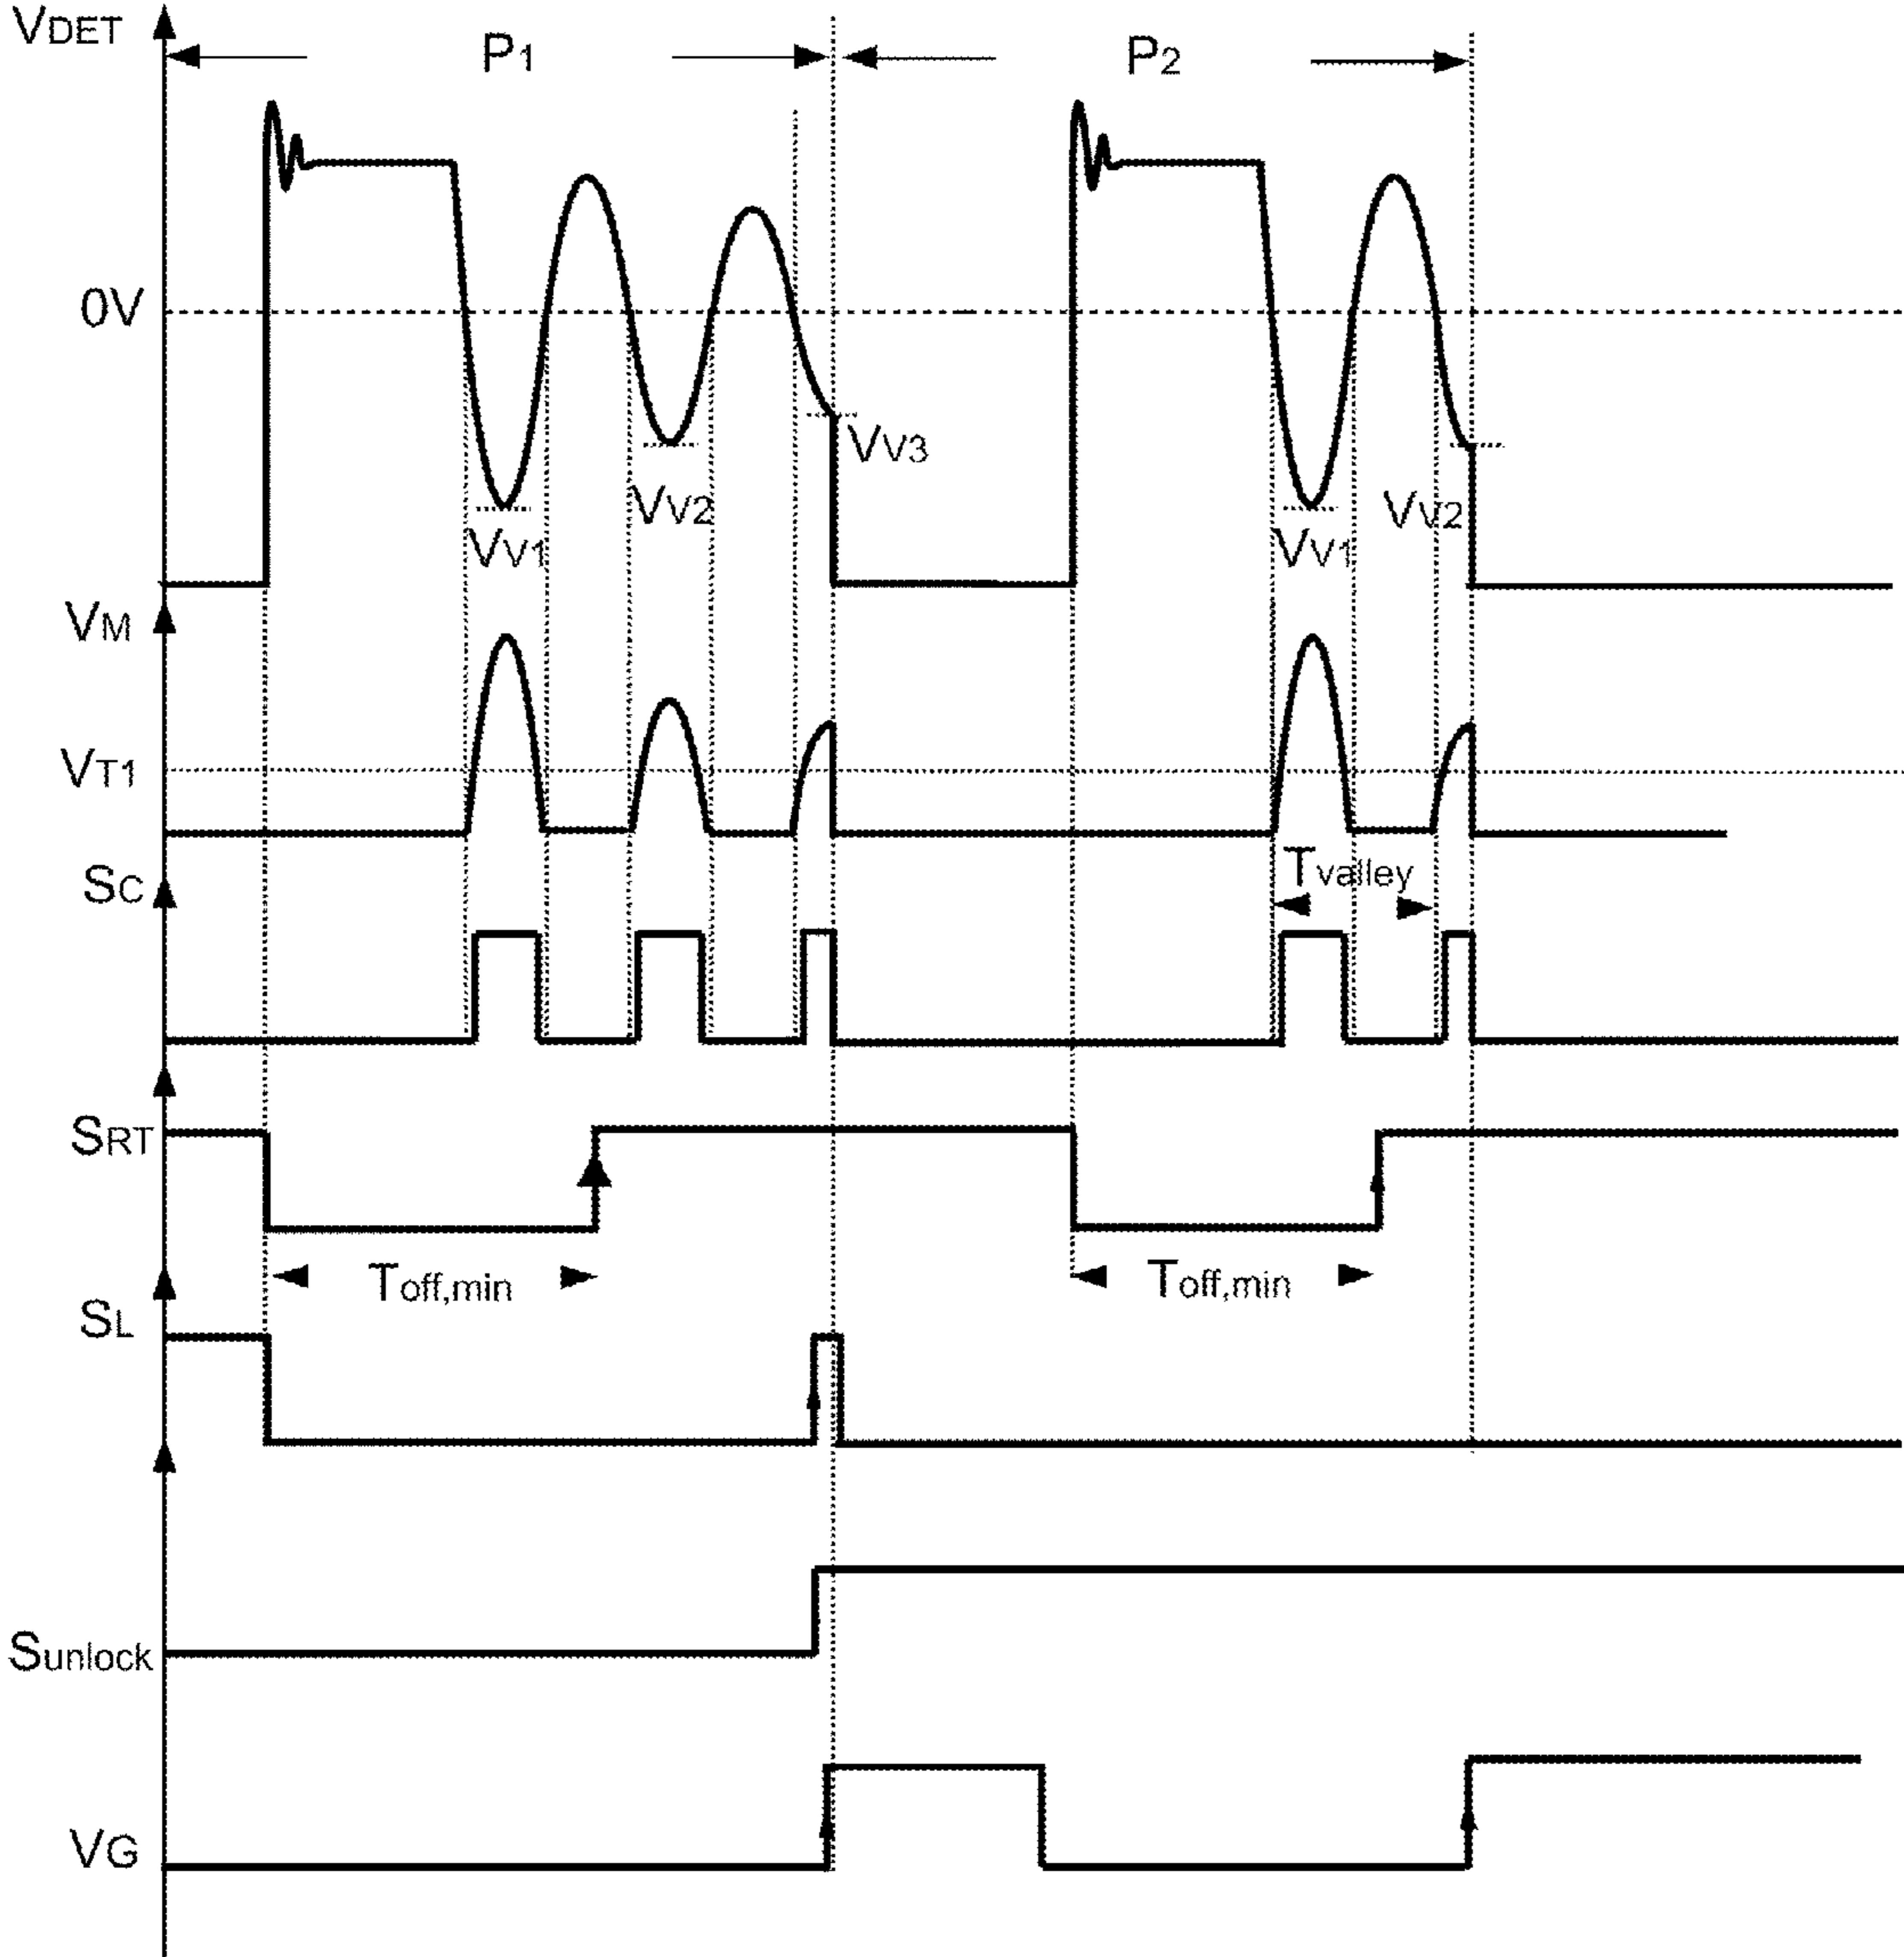 VDET
P1
P2
0V
VV3
VV2
VV2
VV1
VV1
VM
VT1
Tvalley
SC
SRT
Toff,min
Toff,min
SL
Sunlock
VG